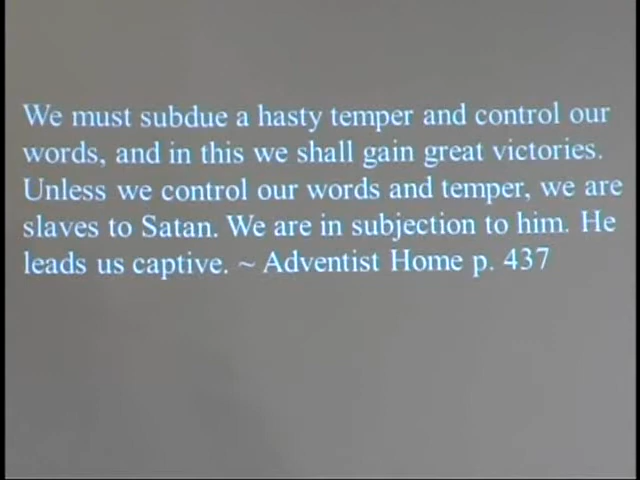 We must subdue a hasty temper and control our
words, and in this we shall gain great victories.
Unless we control our words and temper, we are
slaves to Satan. We are in subjection to him. He
leads us captive. ~ Adventist Home p. 437